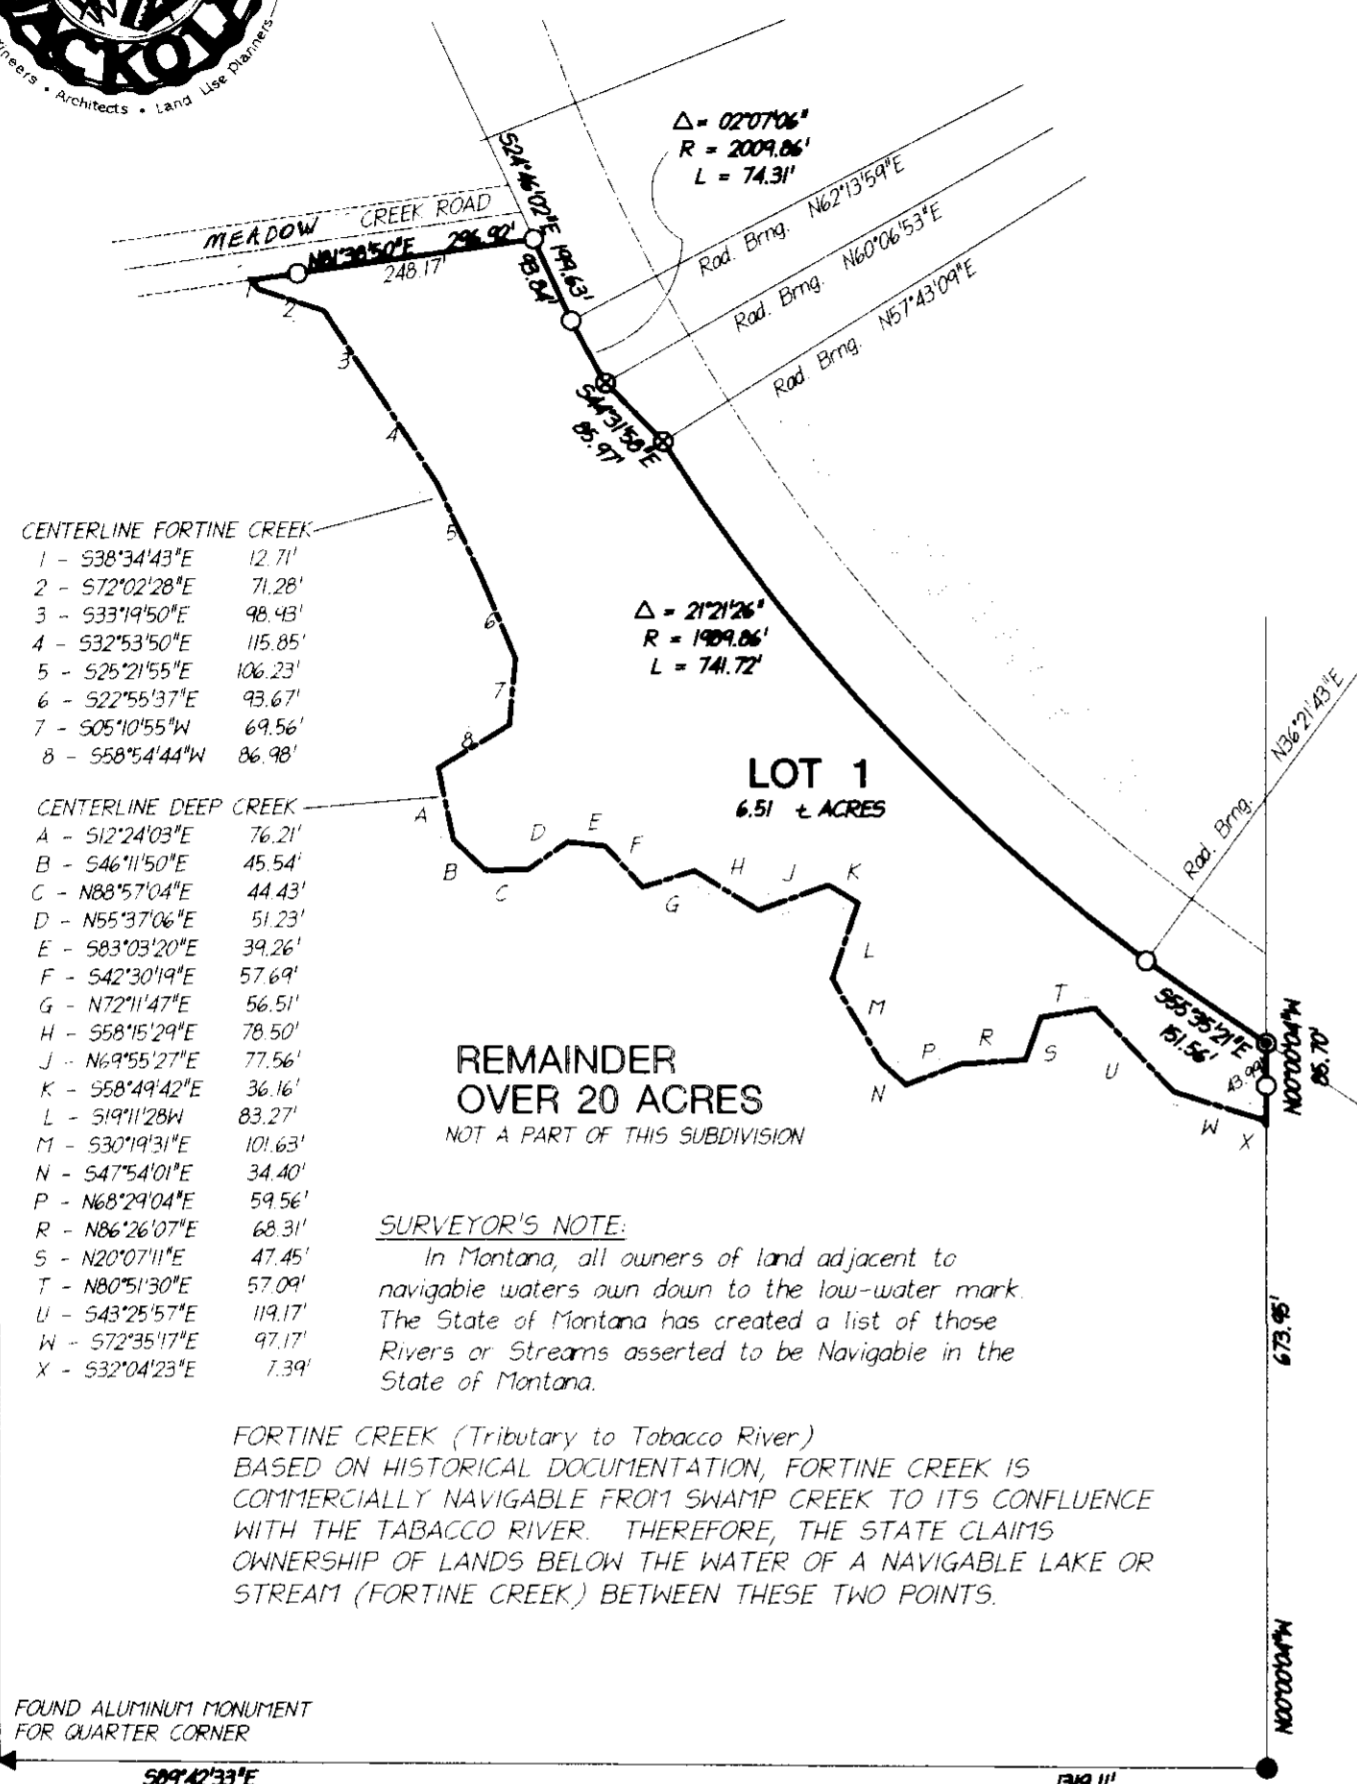 ACKOL
Architects • Land Use Planners
Δ = 02°07'06"
R = 2009.86'
L = 74.31'
S24°46'02"E 199.63'
93.84'
MEADOW CREEK ROAD
N81°38'50"E 296.92'
248.17'
Rad. Brng. N62°13'59"E
Rad. Brng. N60°06'53"E
Rad. Brng. N57°43'09"E
S44°31'58"E
85.97'
1
2
3
4
5
6
7
8
CENTERLINE FORTINE CREEK
1 - S38°34'43"E 12.71'
2 - S72°02'28"E 71.28'
3 - S33°19'50"E 98.43'
4 - S32°53'50"E 115.85'
5 - S25°21'55"E 106.23'
6 - S22°55'37"E 93.67'
7 - S05°10'55"W 69.56'
8 - S58°54'44"W 86.98'
Δ = 21°21'26"
R = 1989.86'
L = 741.72'
LOT 1
6.51 ± ACRES
N36°21'43"E
Rad. Brng.
CENTERLINE DEEP CREEK
A - S12°24'03"E 76.21'
B - S46°11'50"E 45.54'
C - N88°57'04"E 44.43'
D - N55°37'06"E 51.23'
E - S83°03'20"E 39.26'
F - S42°30'19"E 57.69'
G - N72°11'47"E 56.51'
H - S58°15'29"E 78.50'
J - N69°55'27"E 77.56'
K - S58°49'42"E 36.16'
L - S19°11'28W 83.27'
M - S30°19'31"E 101.63'
N - S47°54'01"E 34.40'
P - N68°29'04"E 59.56'
R - N86°26'07"E 68.31'
S - N20°07'11"E 47.45'
T - N80°51'30"E 57.09'
U - S43°25'57"E 119.17'
W - S72°35'17"E 97.17'
X - S32°04'23"E 7.39'
A
B
C
D
E
F
G
H
J
K
L
M
N
P
R
S
T
U
W
X
S55°35'21"E
151.56'
43.99'
N00°00'04"W
85.70'
REMAINDER
OVER 20 ACRES
NOT A PART OF THIS SUBDIVISION
SURVEYOR'S NOTE:
In Montana, all owners of land adjacent to
navigable waters own down to the low-water mark.
The State of Montana has created a list of those
Rivers or Streams asserted to be Navigable in the
State of Montana.
673.95'
N00°00'04"W
FORTINE CREEK (Tributary to Tobacco River)
BASED ON HISTORICAL DOCUMENTATION, FORTINE CREEK IS
COMMERCIALLY NAVIGABLE FROM SWAMP CREEK TO ITS CONFLUENCE
WITH THE TABACCO RIVER. THEREFORE, THE STATE CLAIMS
OWNERSHIP OF LANDS BELOW THE WATER OF A NAVIGABLE LAKE OR
STREAM (FORTINE CREEK) BETWEEN THESE TWO POINTS.
FOUND ALUMINUM MONUMENT
FOR QUARTER CORNER
S89°42'33"E
1319.11'